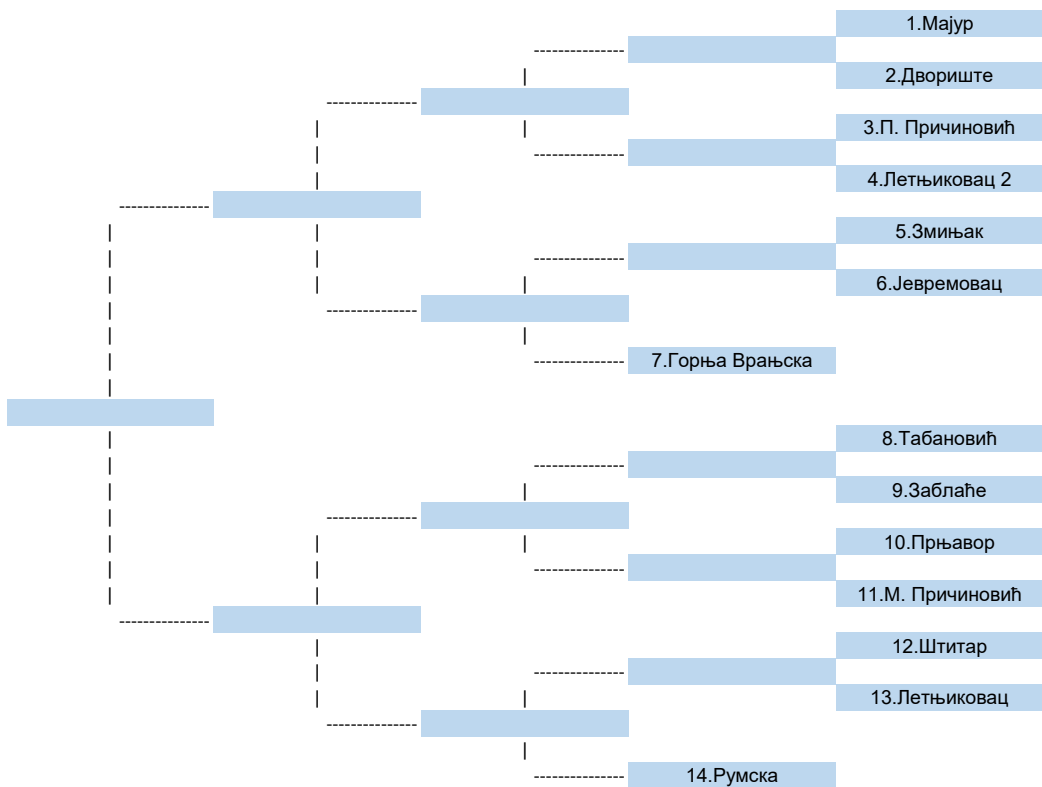 1.Мајур
2.Двориште
3.П. Причиновић
4.Летњиковац 2
5.Змињак
6.Јевремовац
7.Горња Врањска
8.Табановић
9.Заблаће
10.Прњавор
11.М. Причиновић
12.Штитар
13.Летњиковац
14.Румска